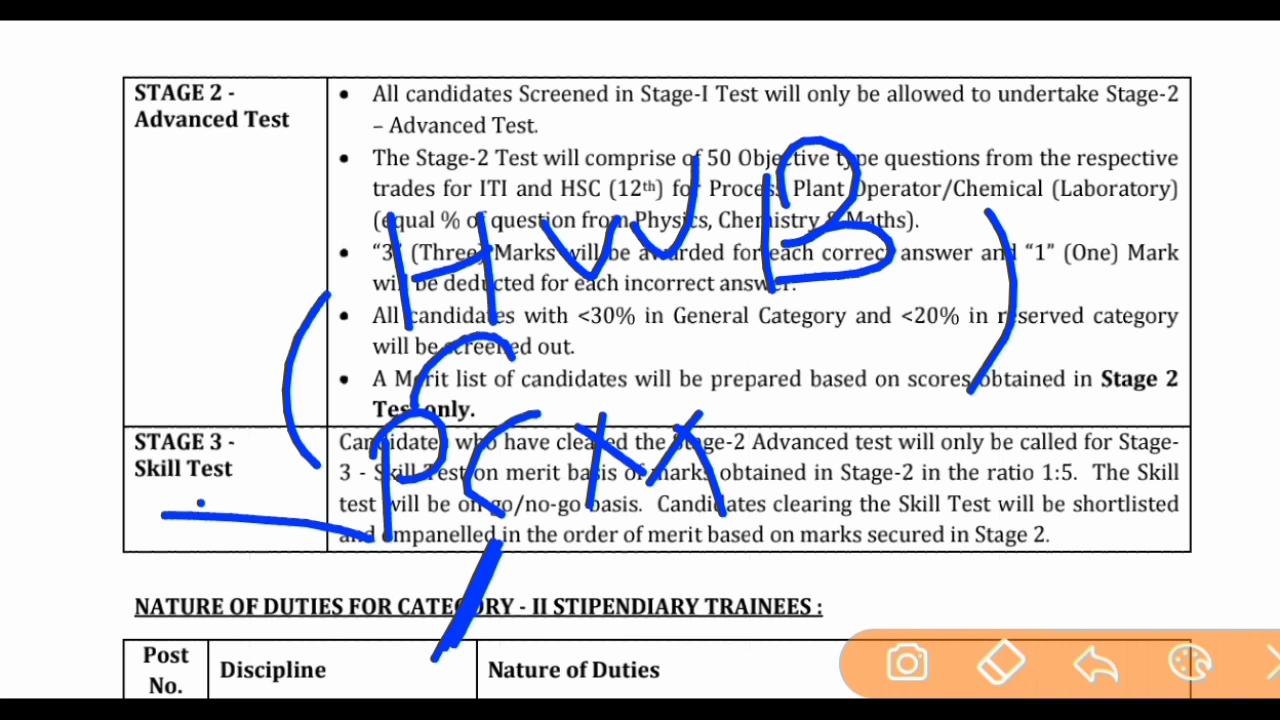 STAGE 2 -
Advanced Test
• All candidates Screened in Stage-I Test will only be allowed to undertake Stage-2
– Advanced Test.
• The Stage-2 Test will comprise of 50 Objective type questions from the respective
trades for ITI and HSC (12th) for Process Plant Operator/Chemical (Laboratory)
(equal % of question from Physics, Chemistry & Maths).
• “3” (Three) Marks will be awarded for each correct answer and “1” (One) Mark
will be deducted for each incorrect answer.
• All candidates with <30% in General Category and <20% in reserved category
will be screened out.
• A Merit list of candidates will be prepared based on scores obtained in Stage 2
Test only.
HWB
STAGE 3 -
Skill Test
Candidates who have cleared the Stage-2 Advanced test will only be called for Stage-
3 - Skill Test on merit basis of marks obtained in Stage-2 in the ratio 1:5. The Skill
test will be on go/no-go basis. Candidates clearing the Skill Test will be shortlisted
and empanelled in the order of merit based on marks secured in Stage 2.
NATURE OF DUTIES FOR CATEGORY - II STIPENDIARY TRAINEES :
Post
No.
Discipline
Nature of Duties